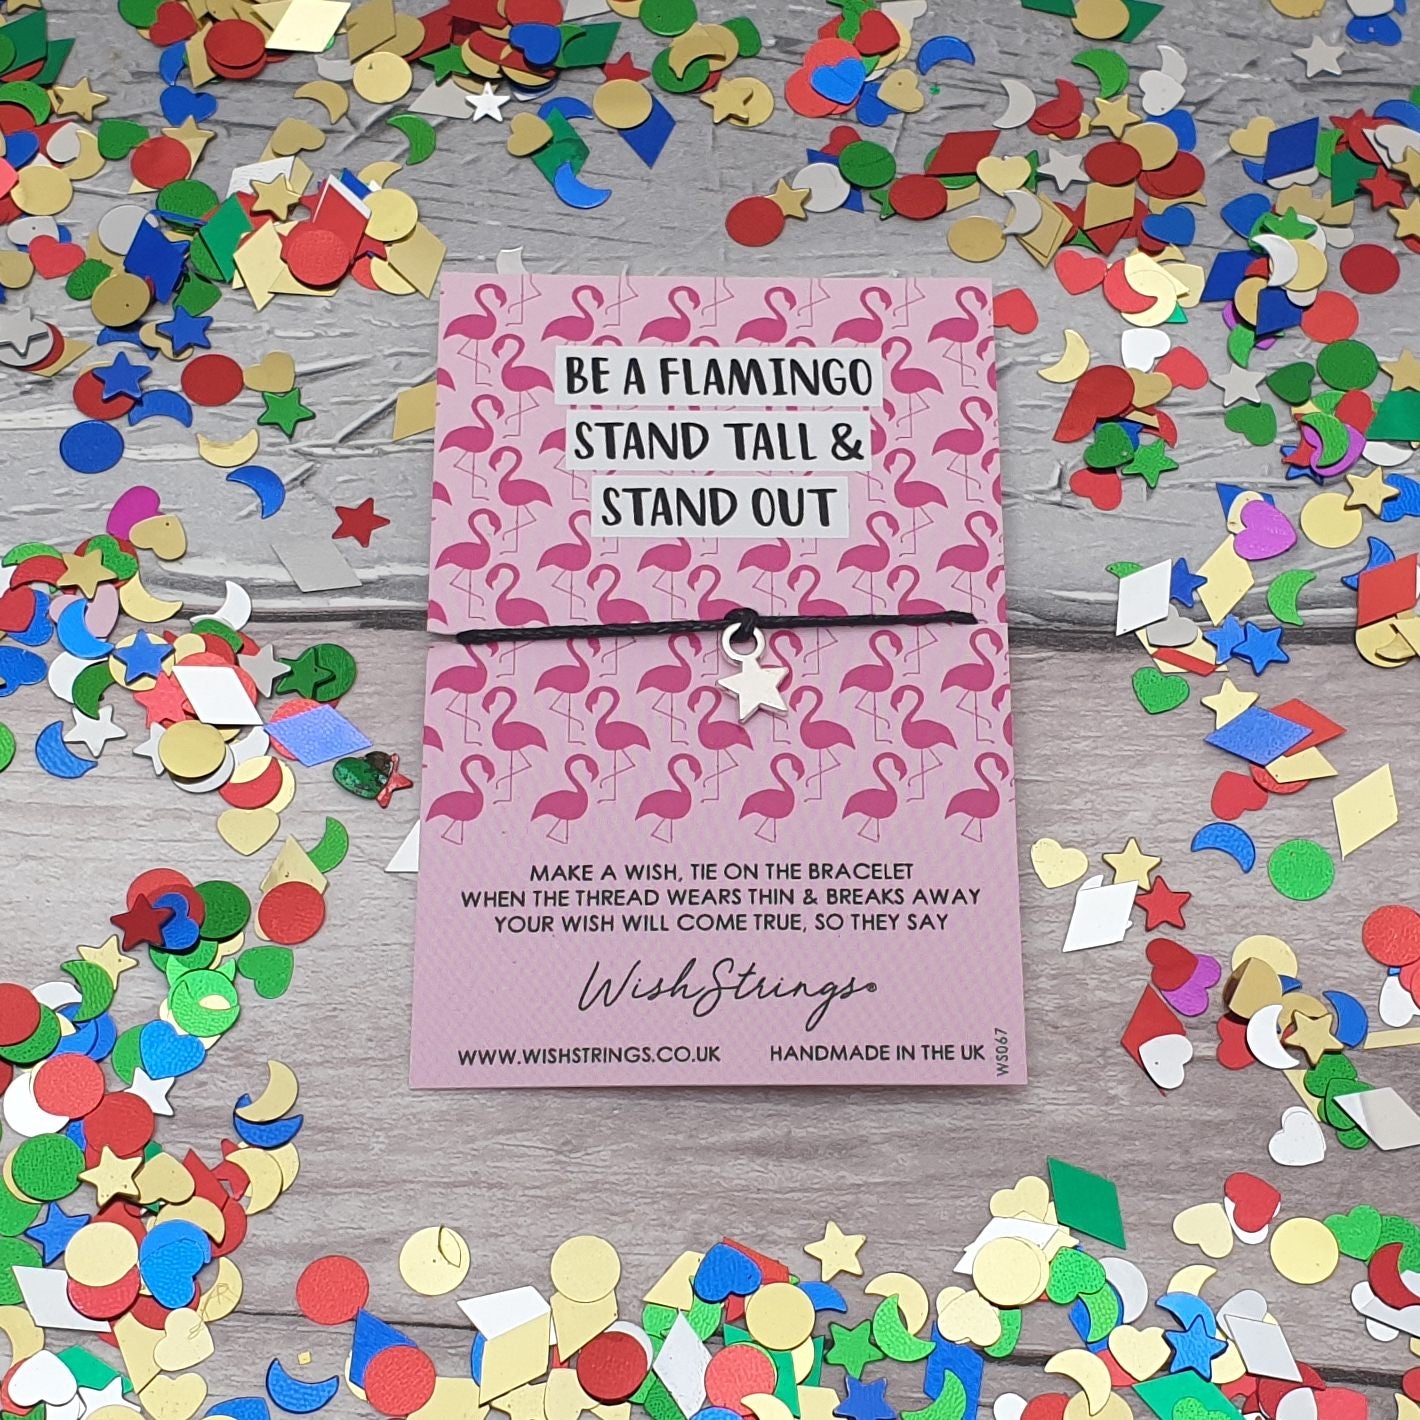 BE A FLAMINGO
STAND TALL &
STAND OUT
MAKE A WISH, TIE ON THE BRACELET
WHEN THE THREAD WEARS THIN & BREAKS AWAY
YOUR WISH WILL COME TRUE, SO THEY SAY
WishStrings®
WWW.WISHSTRINGS.CO.UK HANDMADE IN THE UK
WS067